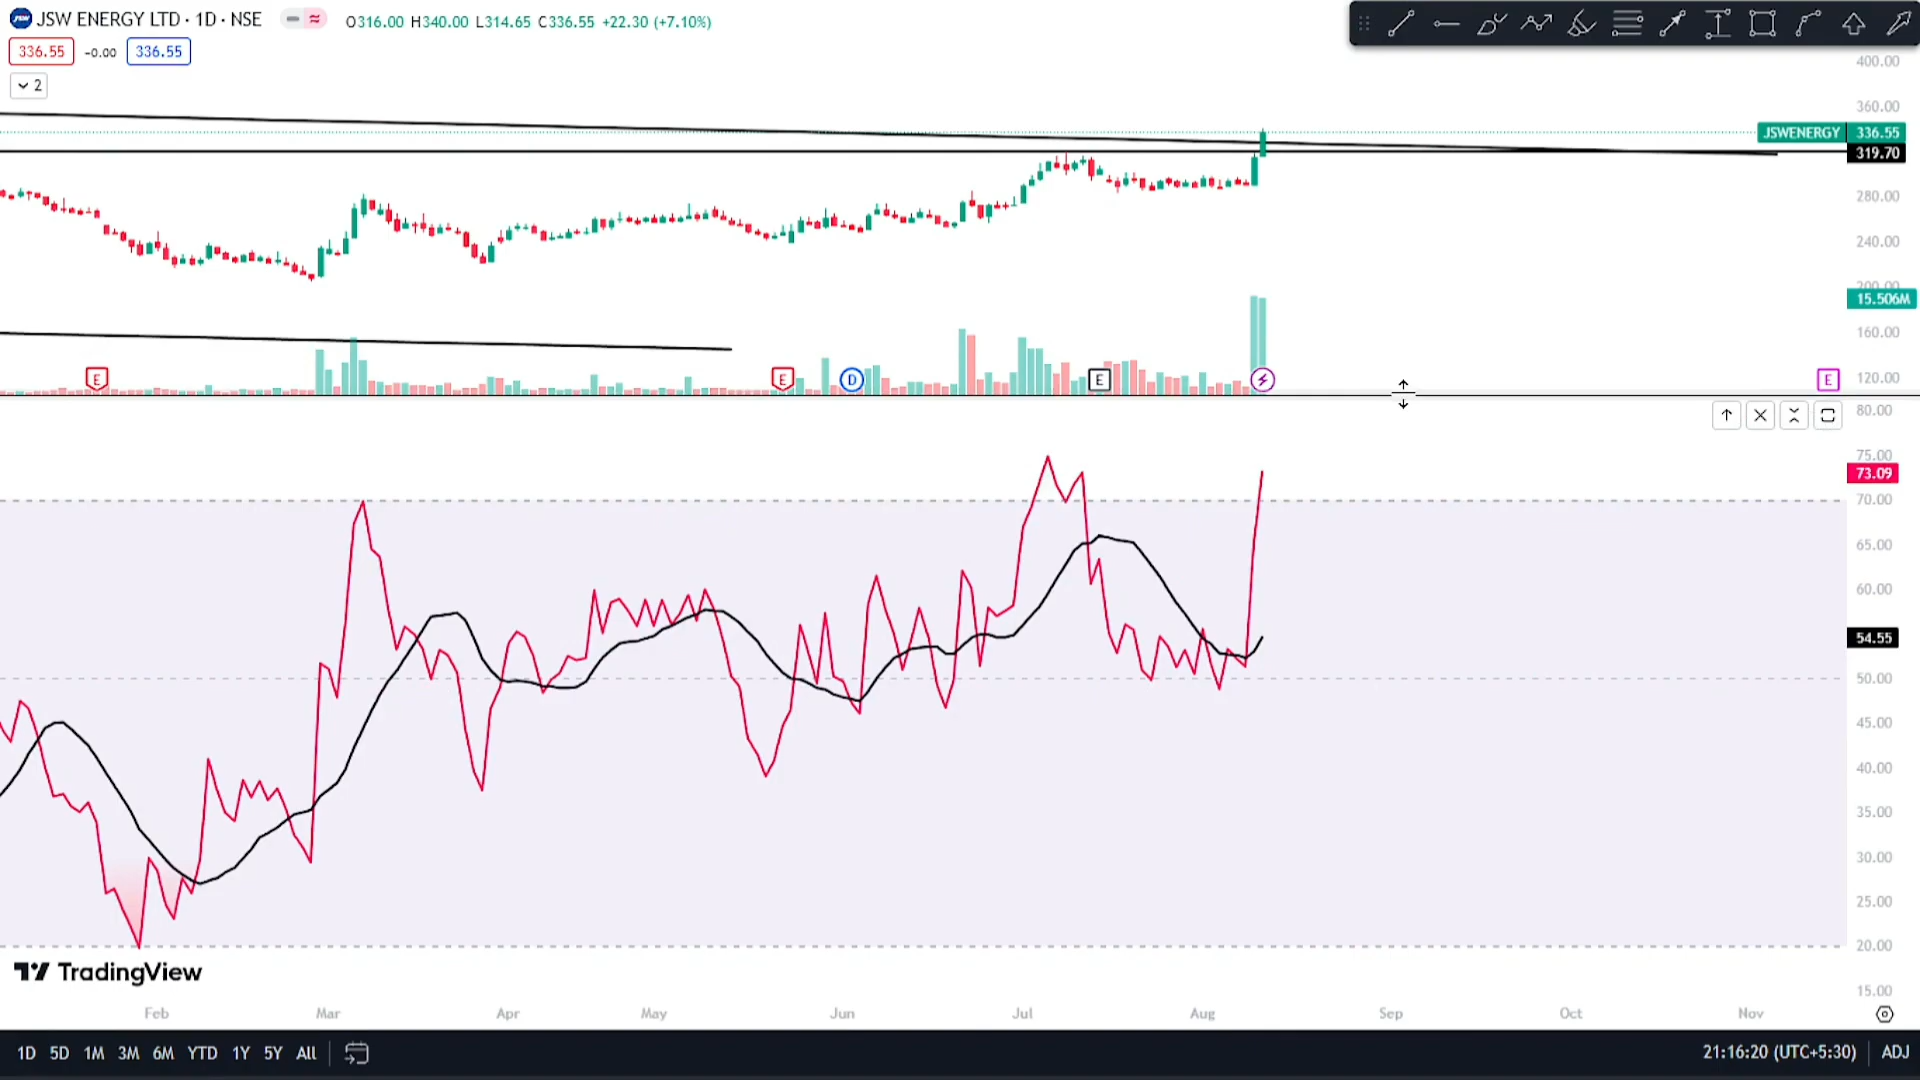 JSW ENERGY LTD · 1D · NSE
O316.00 H340.00 L314.65 C336.55 +22.30 (+7.10%)
336.55 -0.00 336.55
2
400.00
360.00
JSWENERGY 336.55
319.70
280.00
240.00
200.00
15.506M
160.00
120.00
E E D E E
80.00
75.00
73.09
70.00
65.00
60.00
54.55
50.00
45.00
40.00
35.00
30.00
25.00
20.00
15.00
TradingView
Feb Mar Apr May Jun Jul Aug Sep Oct Nov
1D 5D 1M 3M 6M YTD 1Y 5Y All
21:16:20 (UTC+5:30) ADJ